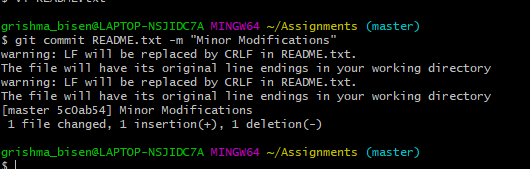 grishma_bisen@LAPTOP-NSJIDC7A MINGW64 ~/Assignments (master)
$ git commit README.txt -m "Minor Modifications"
warning: LF will be replaced by CRLF in README.txt.
The file will have its original line endings in your working directory
warning: LF will be replaced by CRLF in README.txt.
The file will have its original line endings in your working directory
[master 5c0ab54] Minor Modifications
 1 file changed, 1 insertion(+), 1 deletion(-)
grishma_bisen@LAPTOP-NSJIDC7A MINGW64 ~/Assignments (master)
$